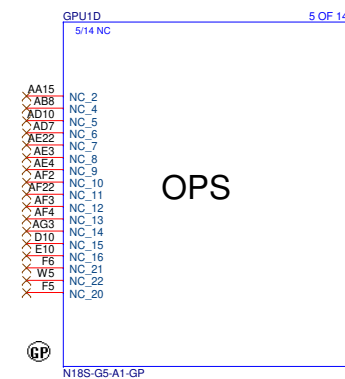 GPU1D 5 OF 14
5/14 NC
AA15 NC_2
AB8 NC_4
AD10 NC_5
AD7 NC_6
AE22 NC_7
AE3 NC_8
AE4 NC_9
AF2 NC_10
AF22 NC_11
AF3 NC_12
AF4 NC_13
AG3 NC_14
D10 NC_15
E10 NC_16
F6 NC_21
W5 NC_22
F5 NC_20
OPS
GP
N18S-G5-A1-GP